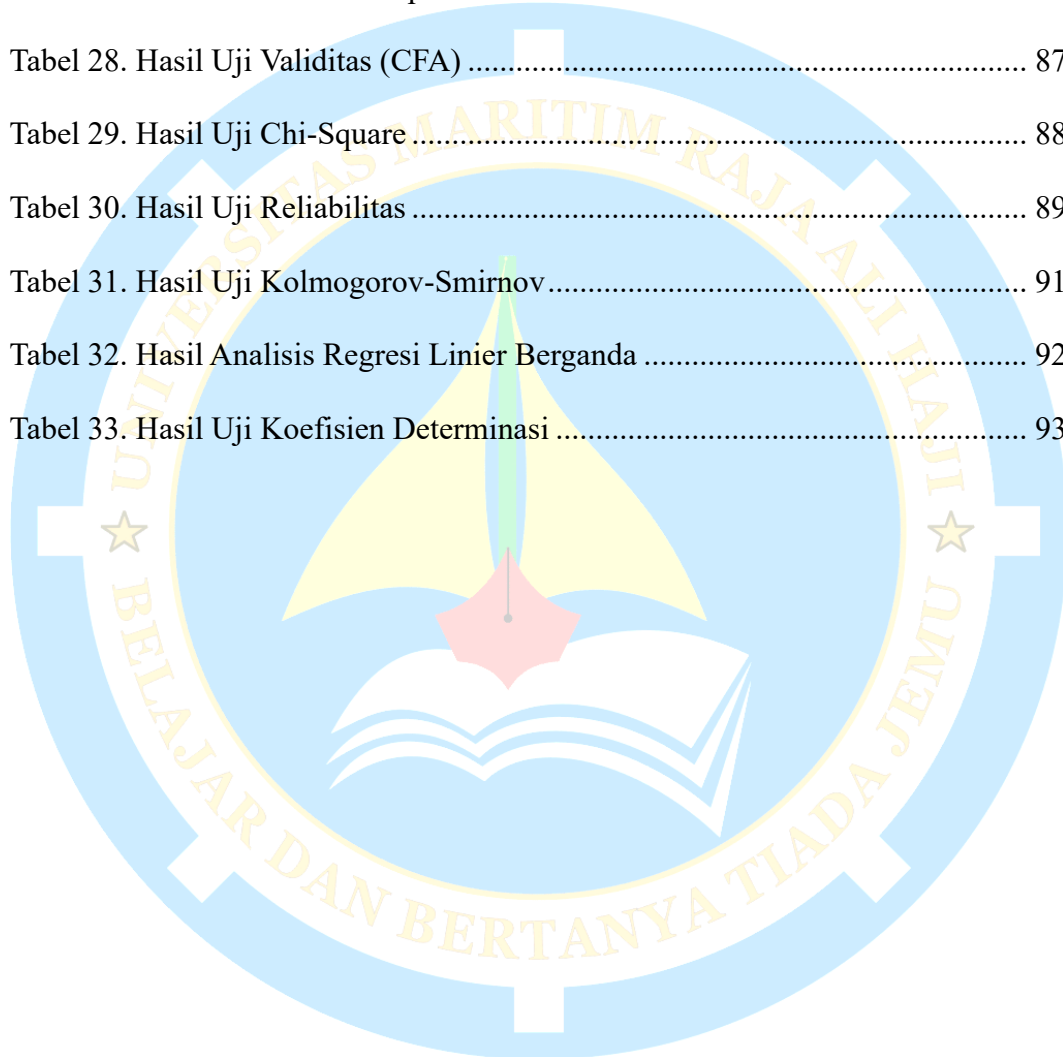 Tabel 28. Hasil Uji Validitas (CFA) ................................................................... 87
Tabel 29. Hasil Uji Chi-Square .......................................................................... 88
Tabel 30. Hasil Uji Reliabilitas .......................................................................... 89
Tabel 31. Hasil Uji Kolmogorov-Smirnov ......................................................... 91
Tabel 32. Hasil Analisis Regresi Linier Berganda .............................................. 92
Tabel 33. Hasil Uji Koefisien Determinasi ......................................................... 93
UNIVERSITAS MARITIM RAJA ALI HAJI
BELAJAR DAN BERTANYA TIADA JEMU